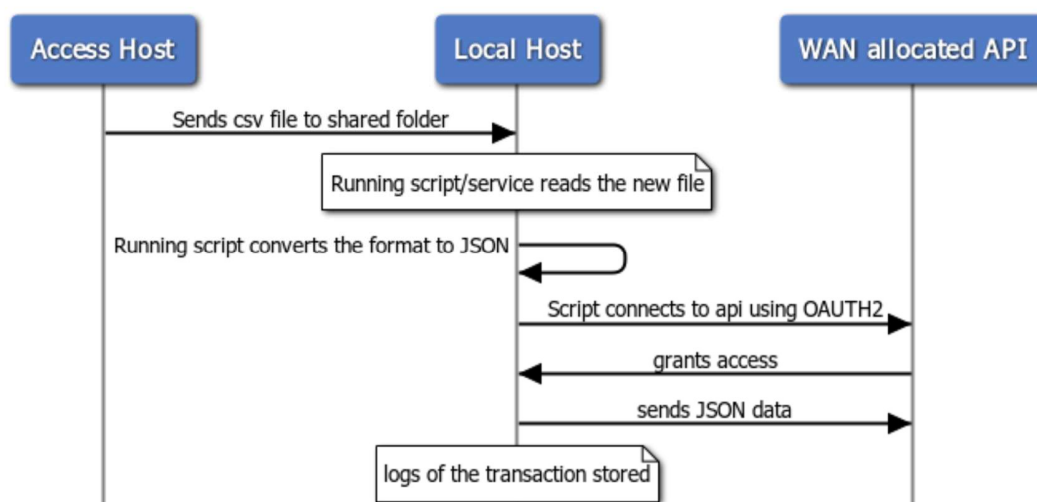 Access Host
Local Host
WAN allocated API
Sends csv file to shared folder
Running script/service reads the new file
Running script converts the format to JSON
Script connects to api using OAUTH2
grants access
sends JSON data
logs of the transaction stored